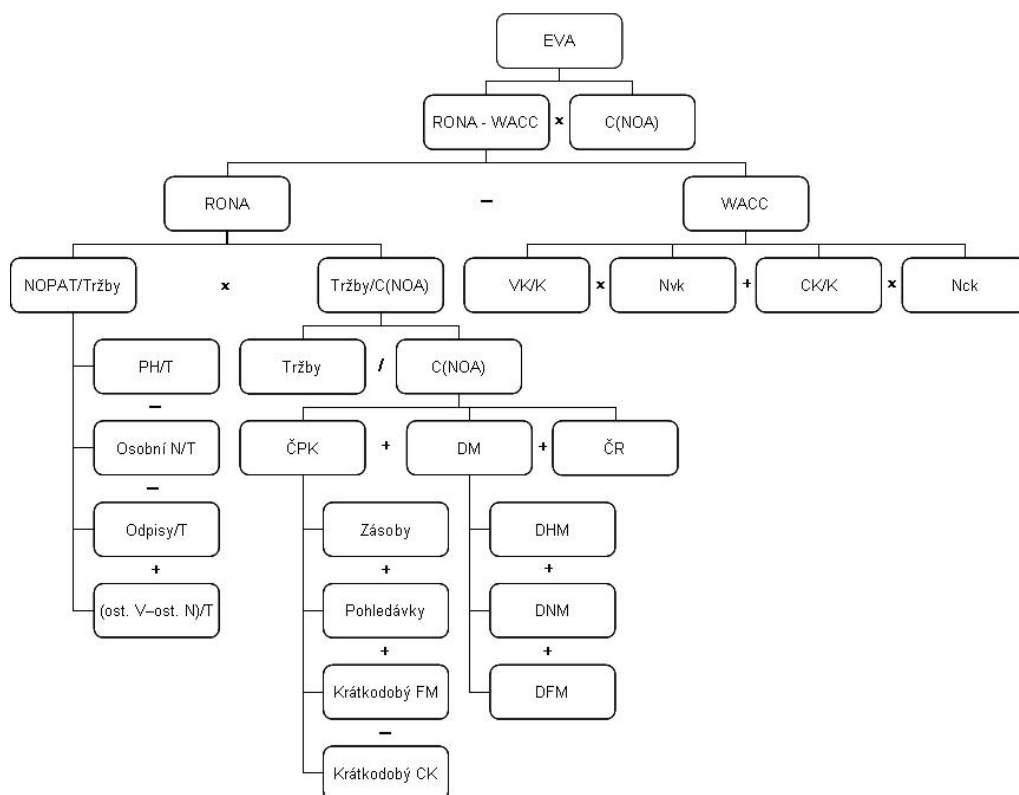 EVA
RONA - WACC x C(NOA)
RONA – WACC
NOPAT/Tržby x Tržby/C(NOA) VK/K x Nvk + CK/K x Nck
PH/T Tržby / C(NOA)
–
Osobní N/T ČPK + DM + ČR
–
Odpisy/T Zásoby DHM
+ + +
(ost. V–ost. N)/T Pohledávky DNM
+ +
Krátkodobý FM DFM
–
Krátkodobý CK